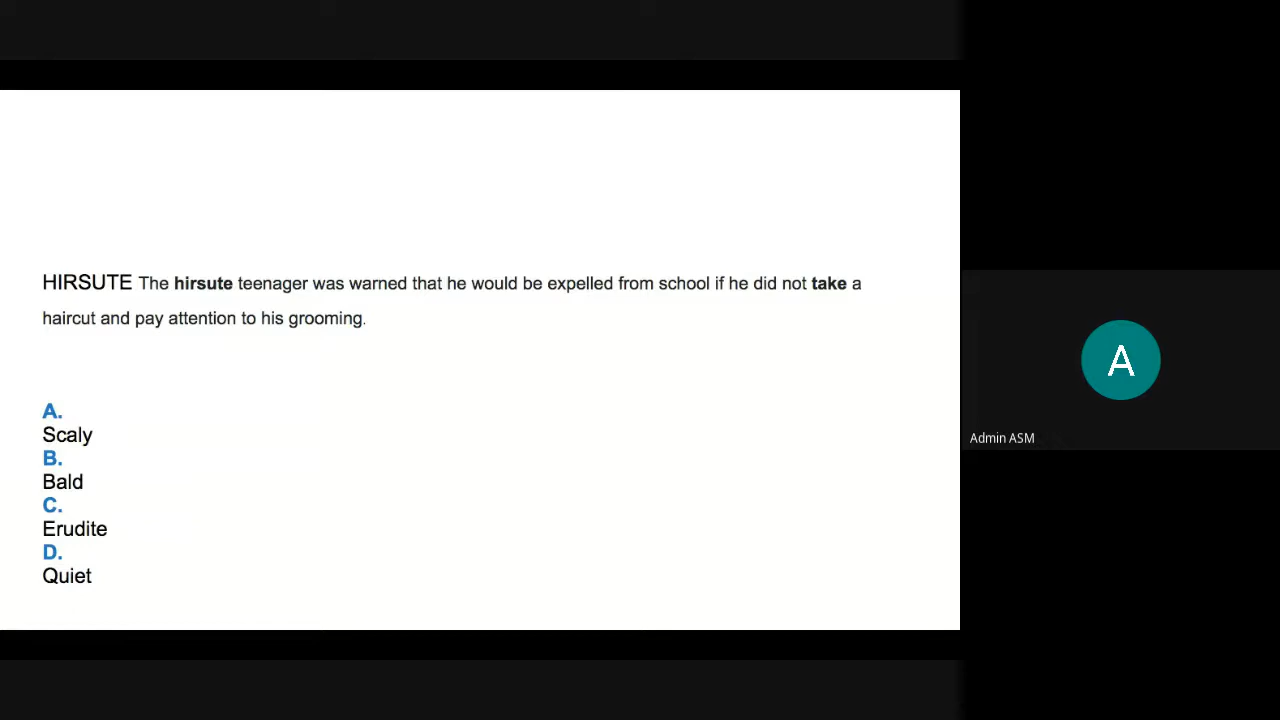 HIRSUTE The hirsute teenager was warned that he would be expelled from school if he did not take a
haircut and pay attention to his grooming.
A.
Scaly
B.
Bald
C.
Erudite
D.
Quiet
A
Admin ASM